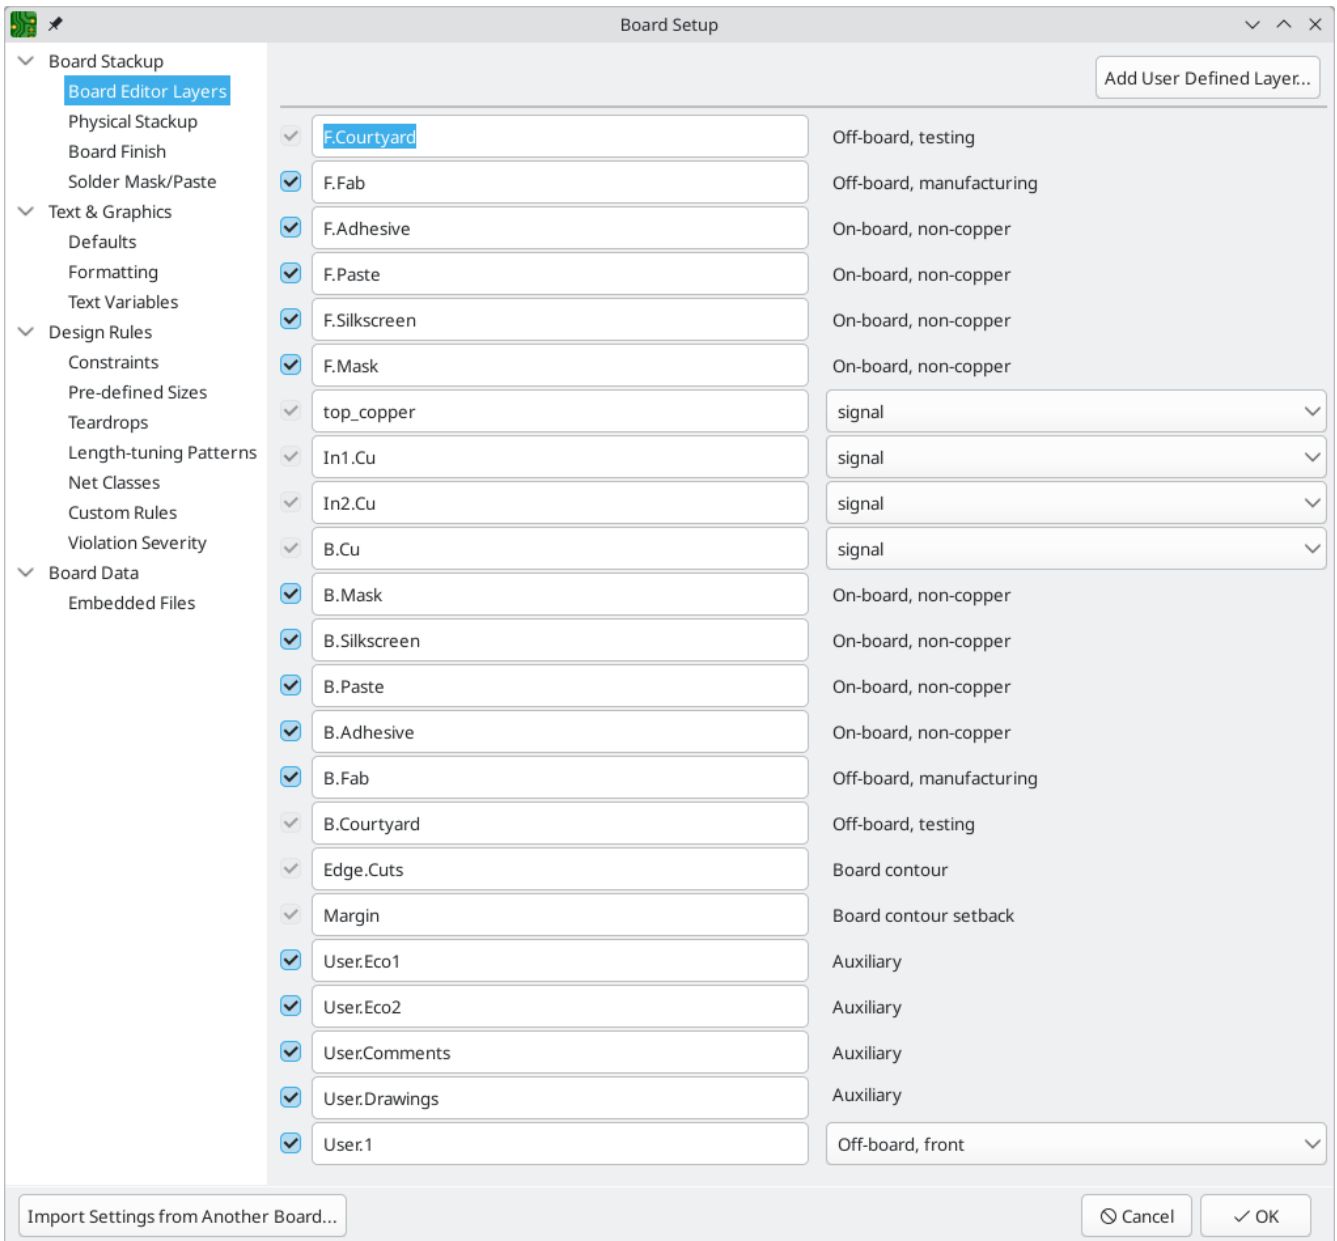 Board Setup
Board Stackup
Board Editor Layers
Physical Stackup
Board Finish
Solder Mask/Paste
Text & Graphics
Defaults
Formatting
Text Variables
Design Rules
Constraints
Pre-defined Sizes
Teardrops
Length-tuning Patterns
Net Classes
Custom Rules
Violation Severity
Board Data
Embedded Files
Add User Defined Layer...
F.Courtyard Off-board, testing
F.Fab Off-board, manufacturing
F.Adhesive On-board, non-copper
F.Paste On-board, non-copper
F.Silkscreen On-board, non-copper
F.Mask On-board, non-copper
top_copper signal
In1.Cu signal
In2.Cu signal
B.Cu signal
B.Mask On-board, non-copper
B.Silkscreen On-board, non-copper
B.Paste On-board, non-copper
B.Adhesive On-board, non-copper
B.Fab Off-board, manufacturing
B.Courtyard Off-board, testing
Edge.Cuts Board contour
Margin Board contour setback
User.Eco1 Auxiliary
User.Eco2 Auxiliary
User.Comments Auxiliary
User.Drawings Auxiliary
User.1 Off-board, front
Import Settings from Another Board... Cancel OK